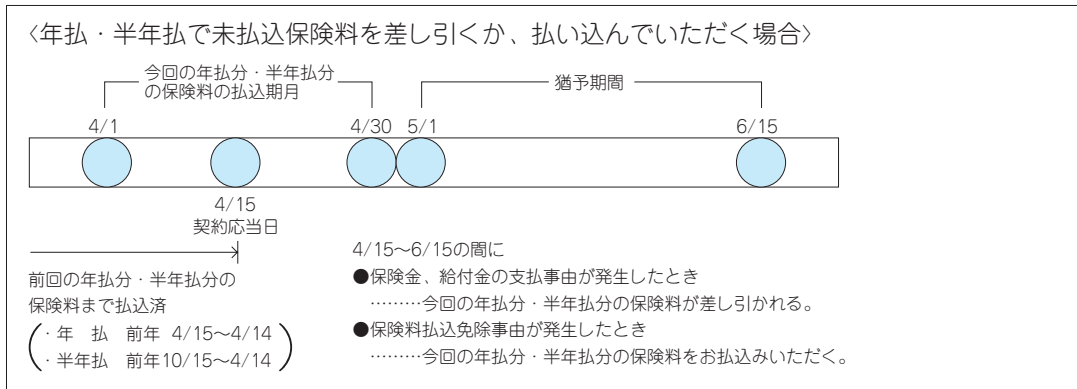 〈年払・半年払で未払込保険料を差し引くか、払い込んでいただく場合〉
今回の年払分・半年払分
の保険料の払込期月
猶予期間
4/1
4/30
5/1
6/15
4/15
契約応当日
前回の年払分・半年払分の
保険料まで払込済
・年　払　前年 4/15～4/14
・半年払　前年10/15～4/14
4/15～6/15の間に
●保険金、給付金の支払事由が発生したとき
………今回の年払分・半年払分の保険料が差し引かれる。
●保険料払込免除事由が発生したとき
………今回の年払分・半年払分の保険料をお払込みいただく。